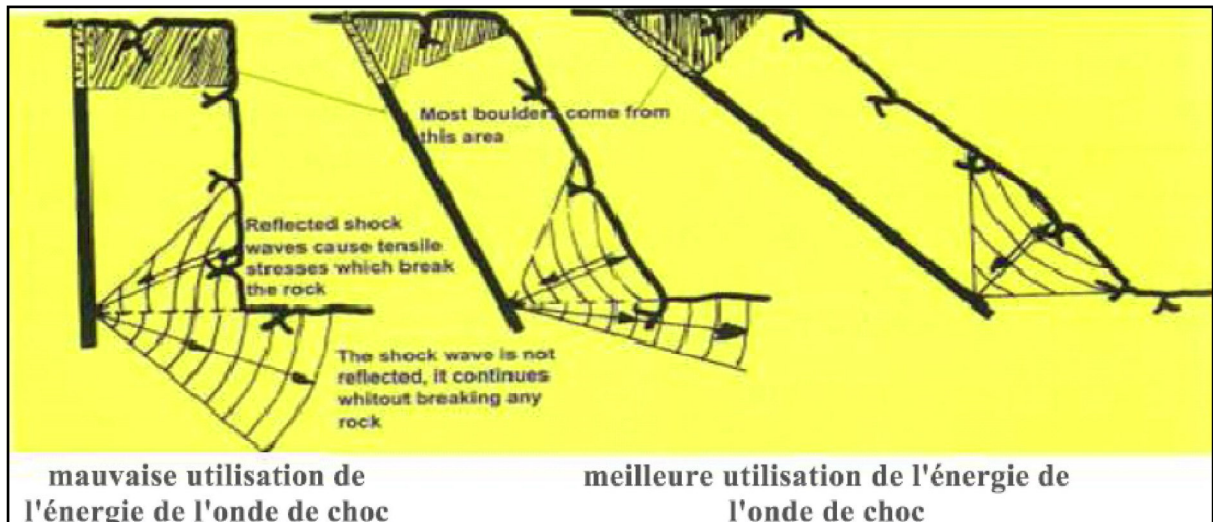 Most boulders come from
this area
Reflected shock
waves cause tensile
stresses which break
the rock
The shock wave is not
reflected, it continues
whitout breaking any
rock
mauvaise utilisation de
l'énergie de l'onde de choc
meilleure utilisation de l'énergie de
l'onde de choc